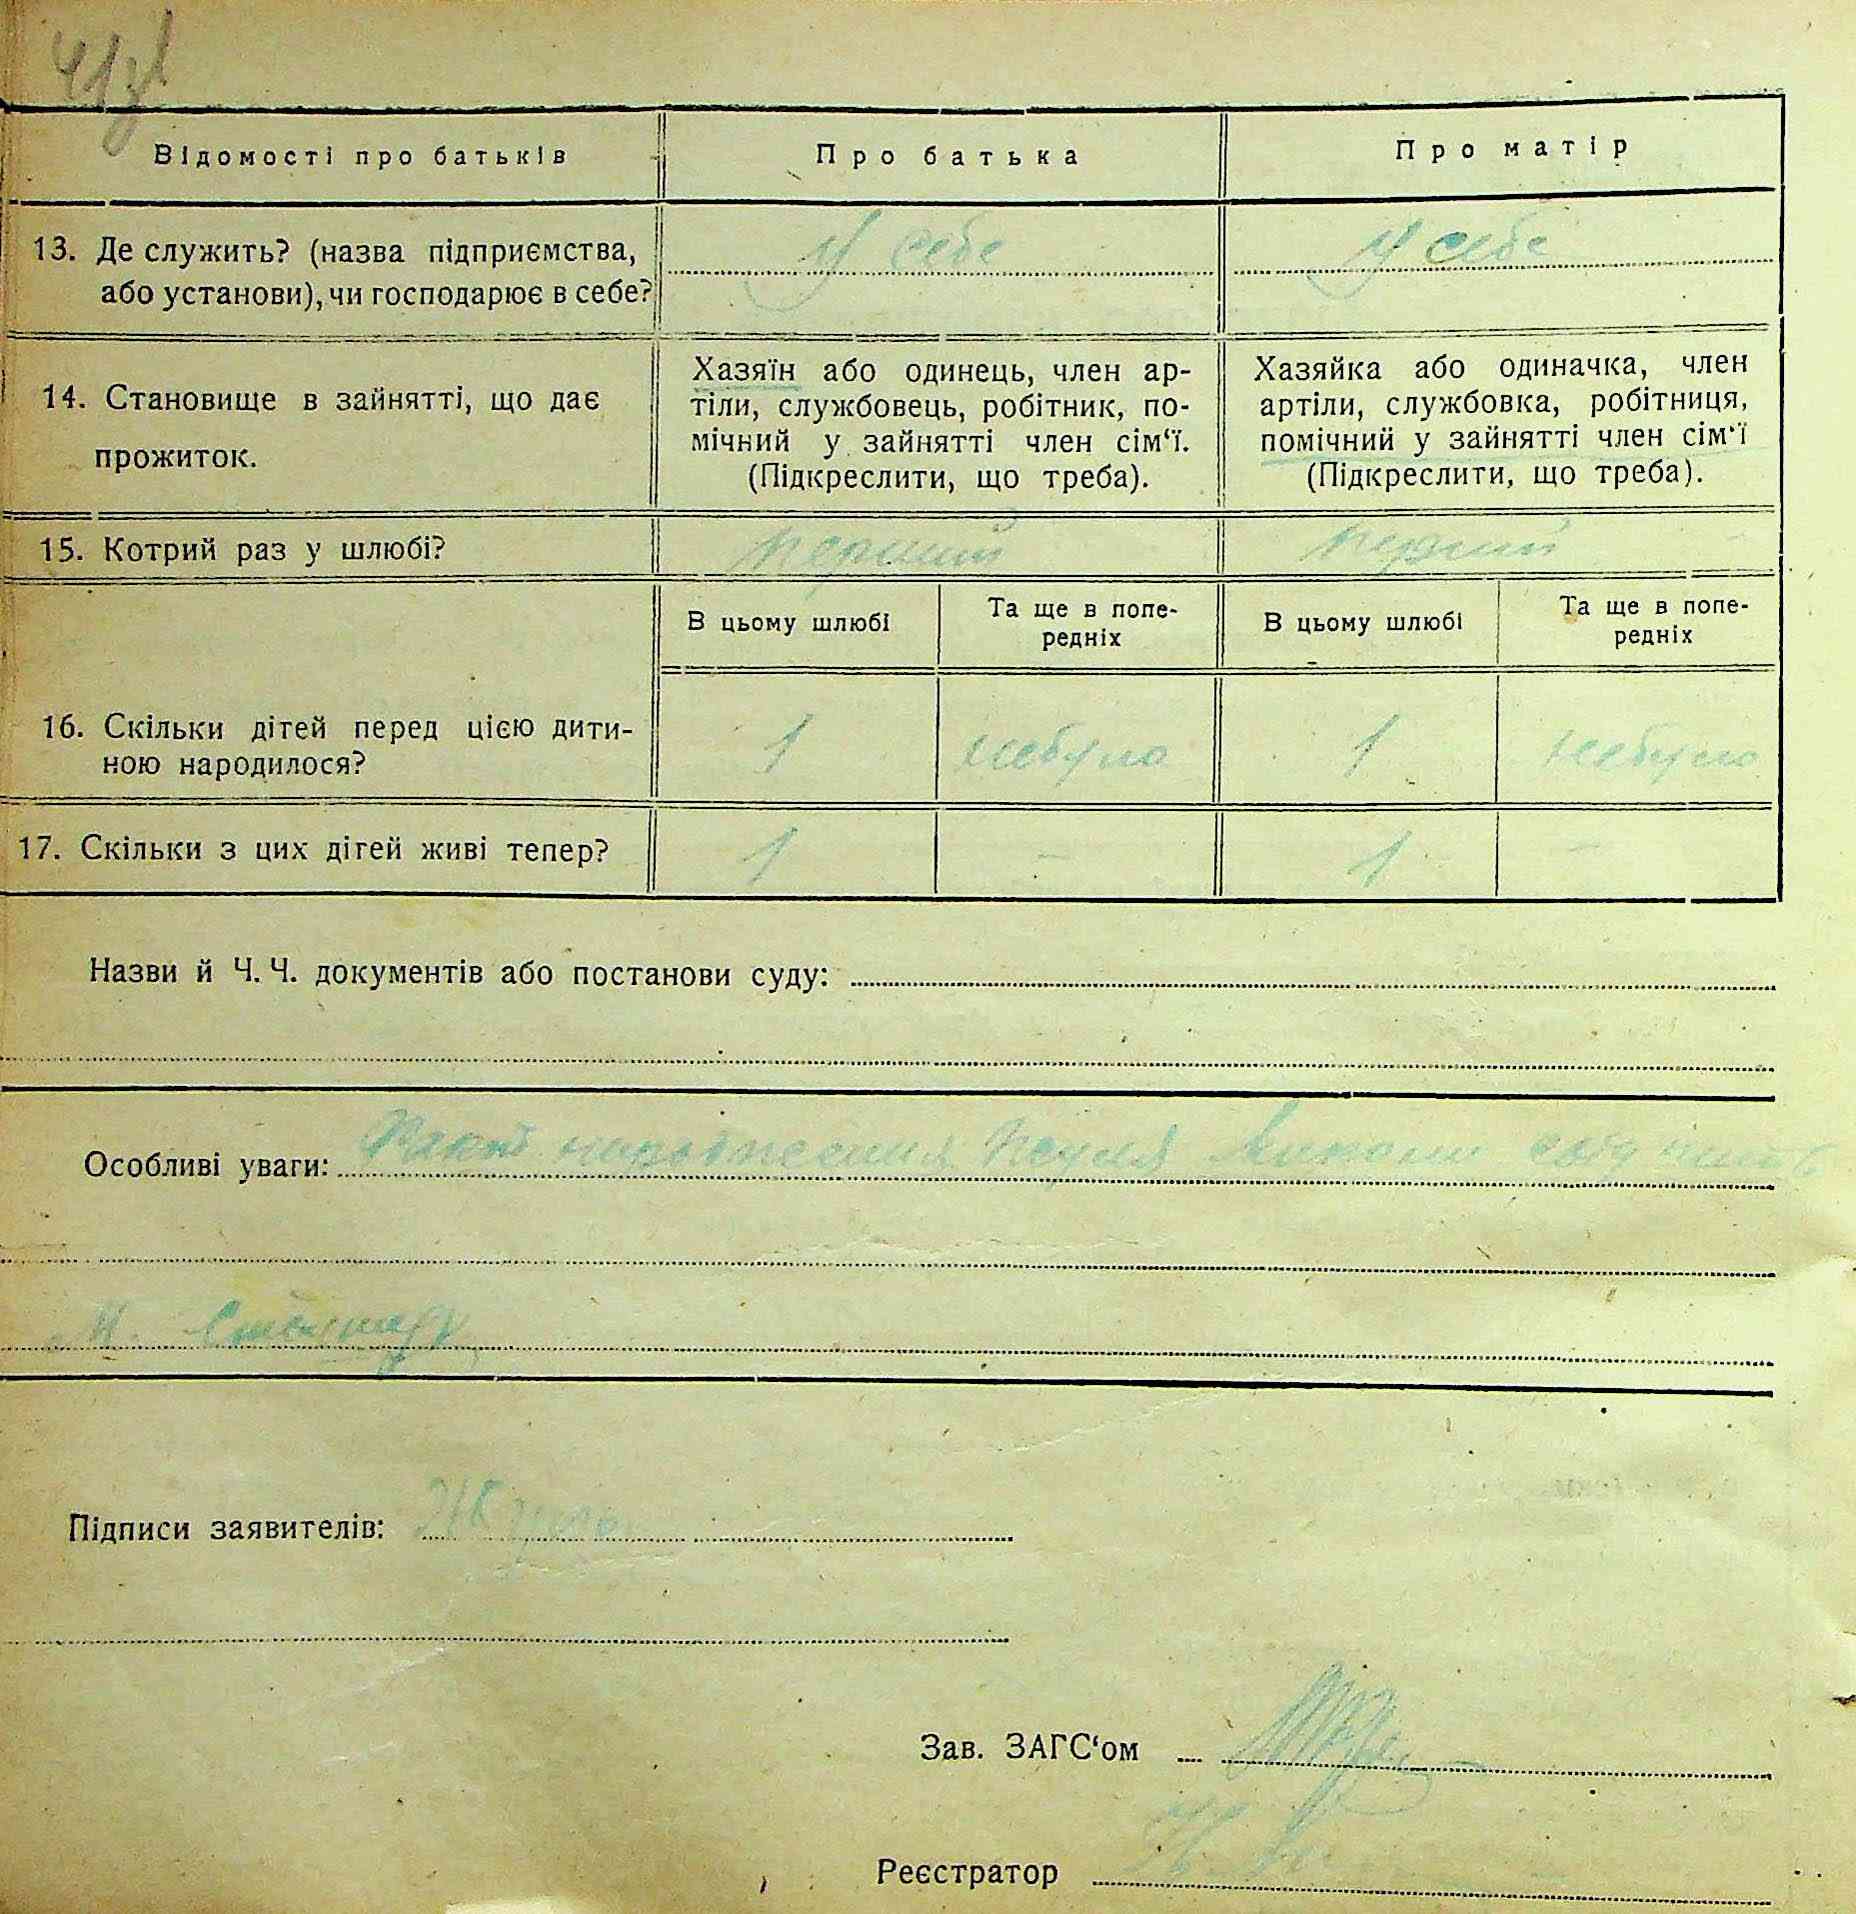 Відомості про батьків
Про батька
Про матір
13. Де служить? (назва підприємства,
або установи), чи господарює в себе?
у себе
у себе
14. Становище в зайнятті, що дає
прожиток.
Хазяїн або одинець, член ар-
тіли, службовець, робітник, по-
мічний у зайнятті член сім‘ї.
(Підкреслити, що треба).
Хазяйка або одиначка, член
артіли, службовка, робітниця,
помічний у зайнятті член сім‘ї
(Підкреслити, що треба).
15. Котрий раз у шлюбі?
перший
перший
В цьому шлюбі
Та ще в попе-
редніх
В цьому шлюбі
Та ще в попе-
редніх
16. Скільки дітей перед цією дити-
ною народилося?
1
небуло
1
небуло
17. Скільки з цих дітей живі тепер?
1
-
1
-
Назви й Ч. Ч. документів або постанови суду:
Особливі уваги: Факт народження
Підписи заявителів:
Зав. ЗАГС‘ом
Реєстратор